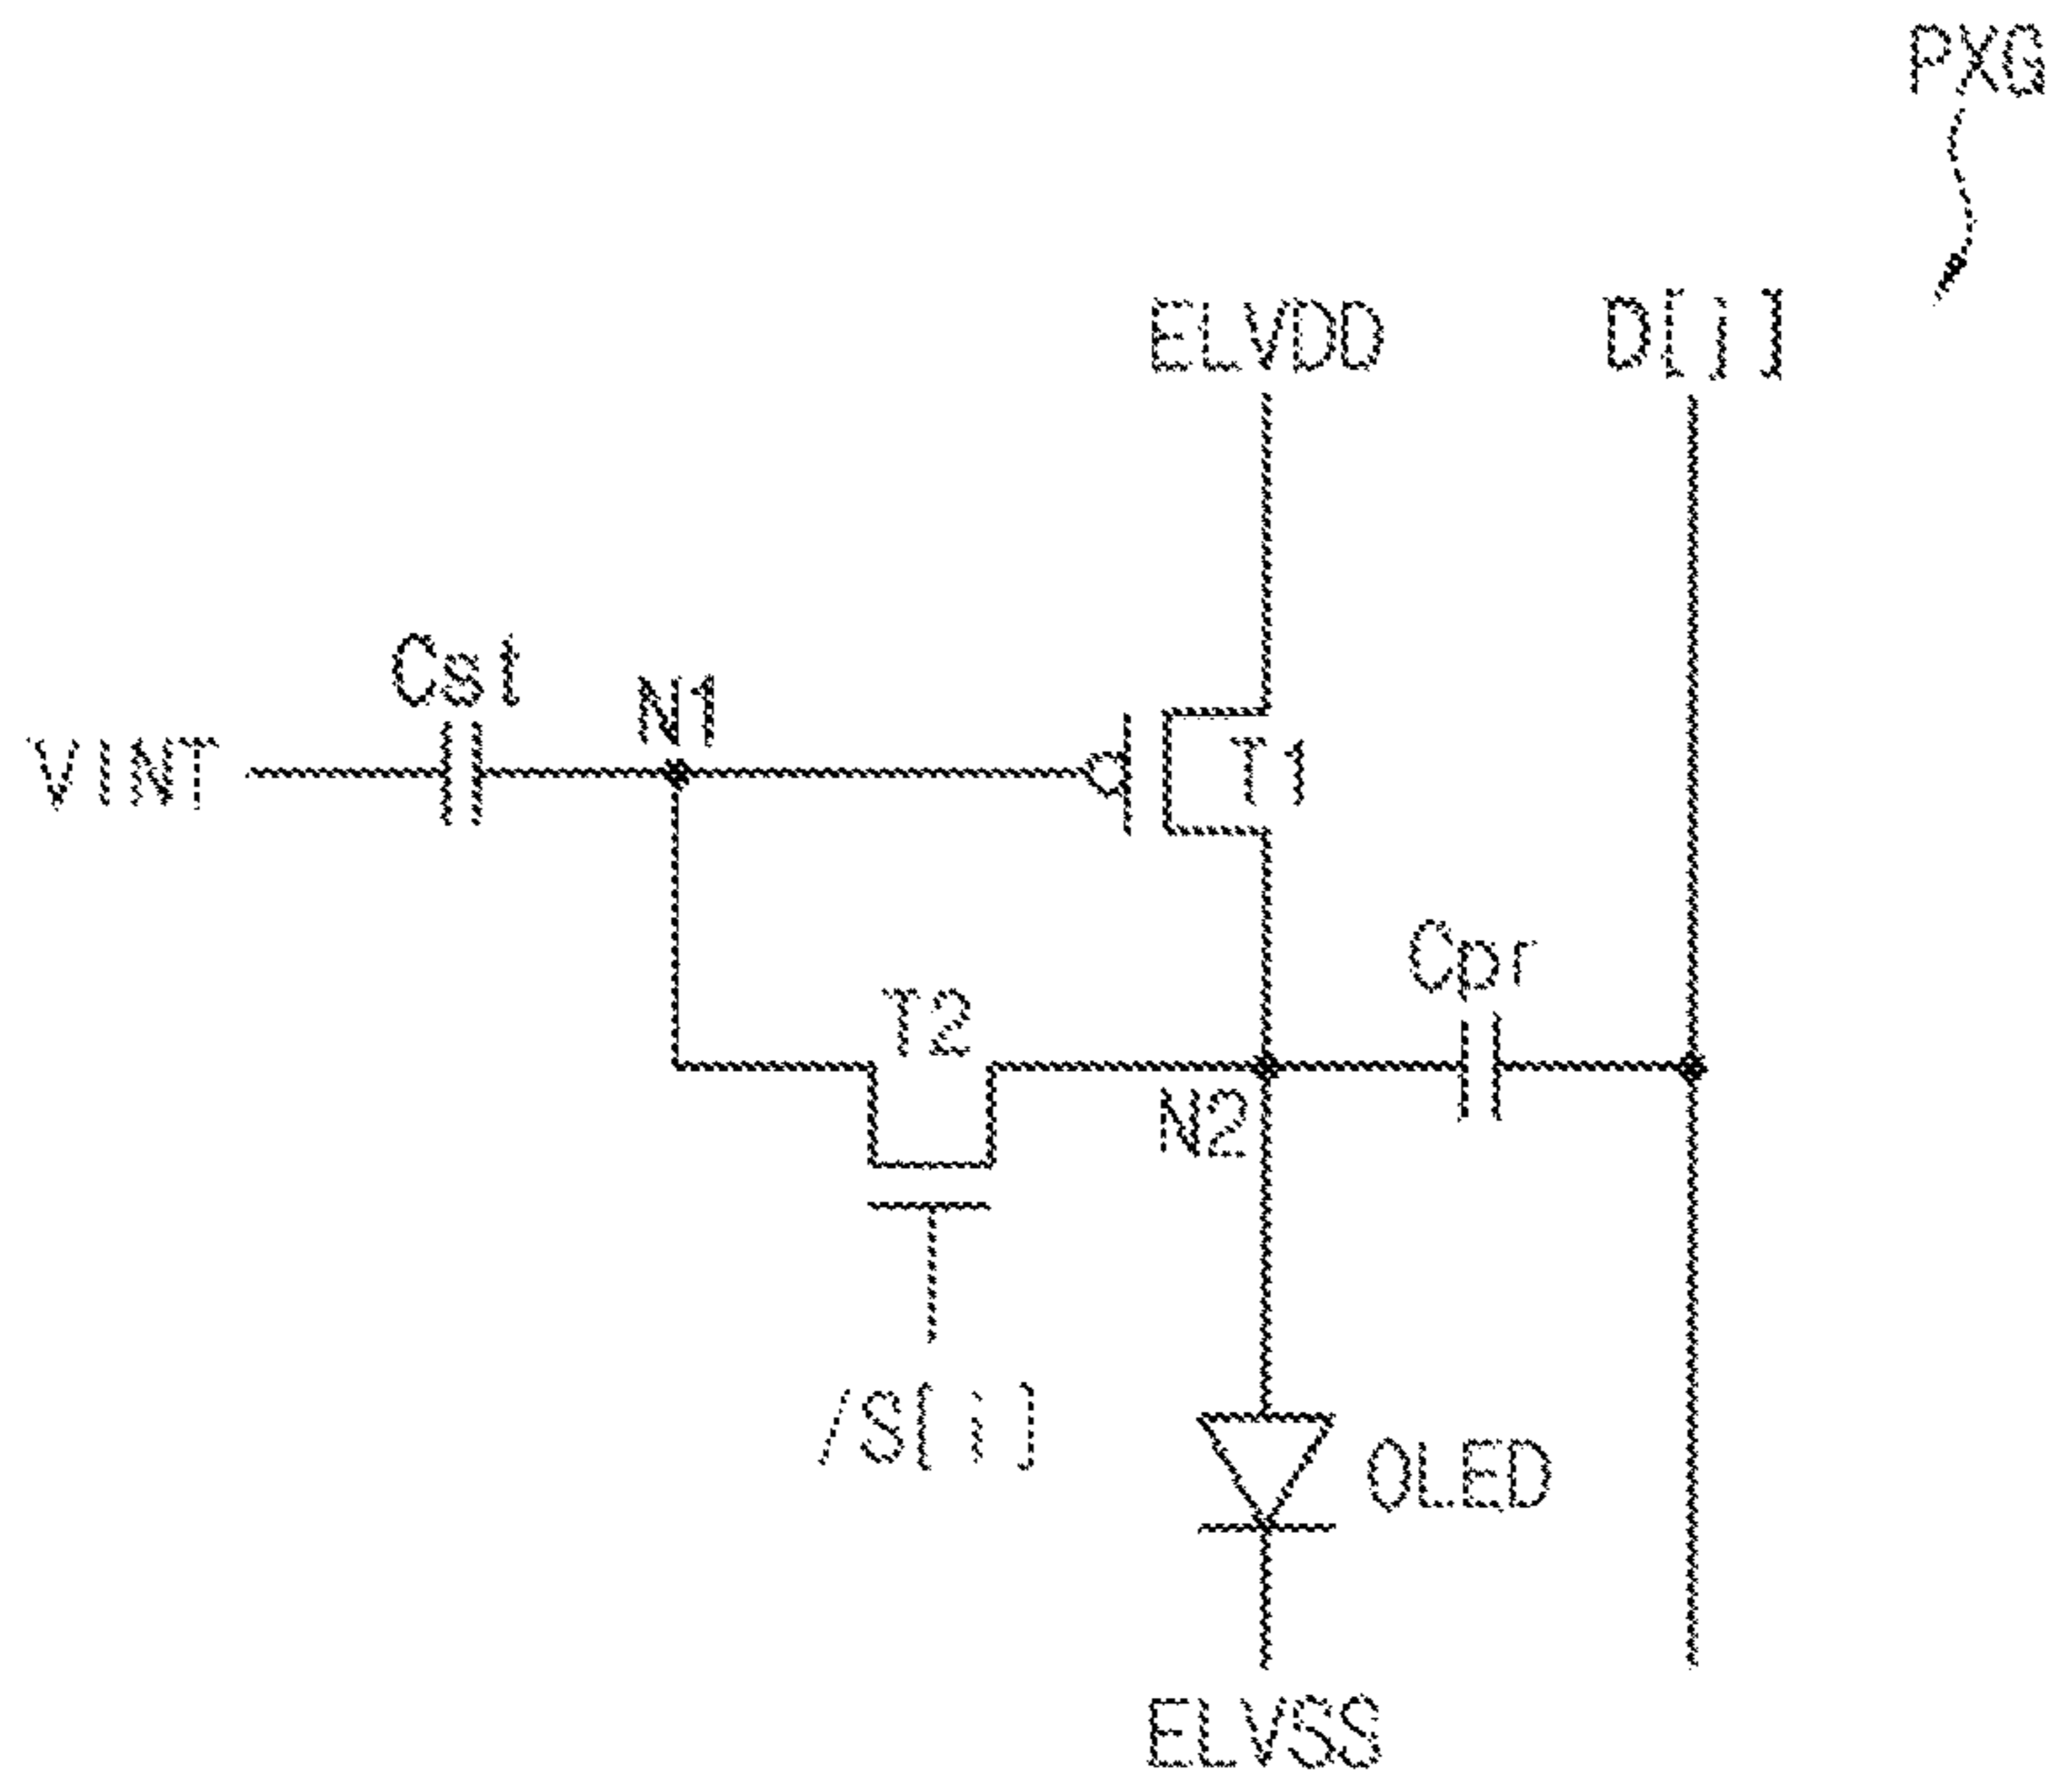 PXG
ELVDD
D[j]
Cst
N1
VINT
T1
Cpr
T2
N2
/S[i]
OLED
ELVSS